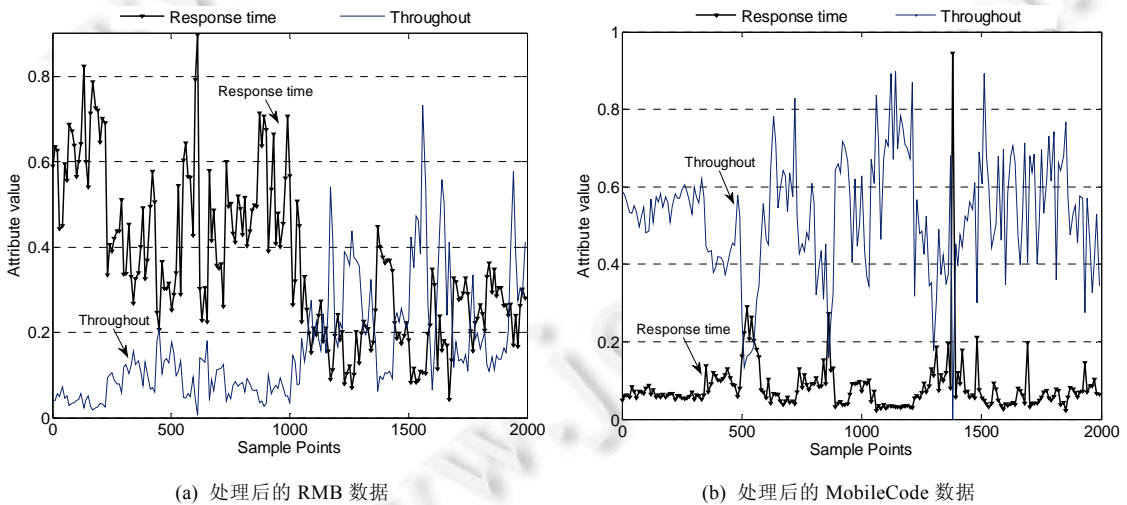 Response time Throughout
0.8
0.6
0.4
0.2
0
Attribute value
Response time
Throughout
0 500 1000 1500 2000
Sample Points
(a) 处理后的 RMB 数据
Response time Throughout
1
0.8
0.6
0.4
0.2
0
Attribute value
Throughout
Response time
0 500 1000 1500 2000
Sample Points
(b) 处理后的 MobileCode 数据